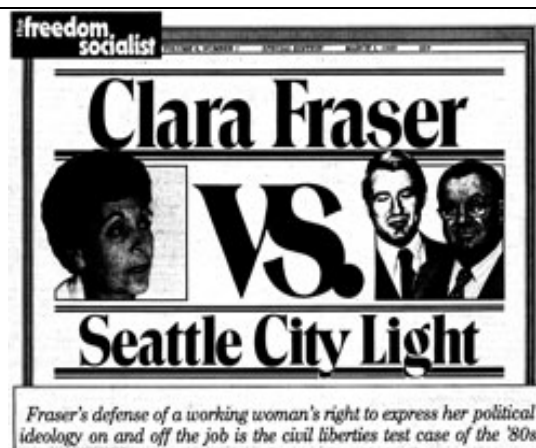 the freedom
socialist
Clara Fraser
VS.
Seattle City Light
Fraser's defense of a working woman's right to express her political
ideology on and off the job is the civil liberties test case of the '80s